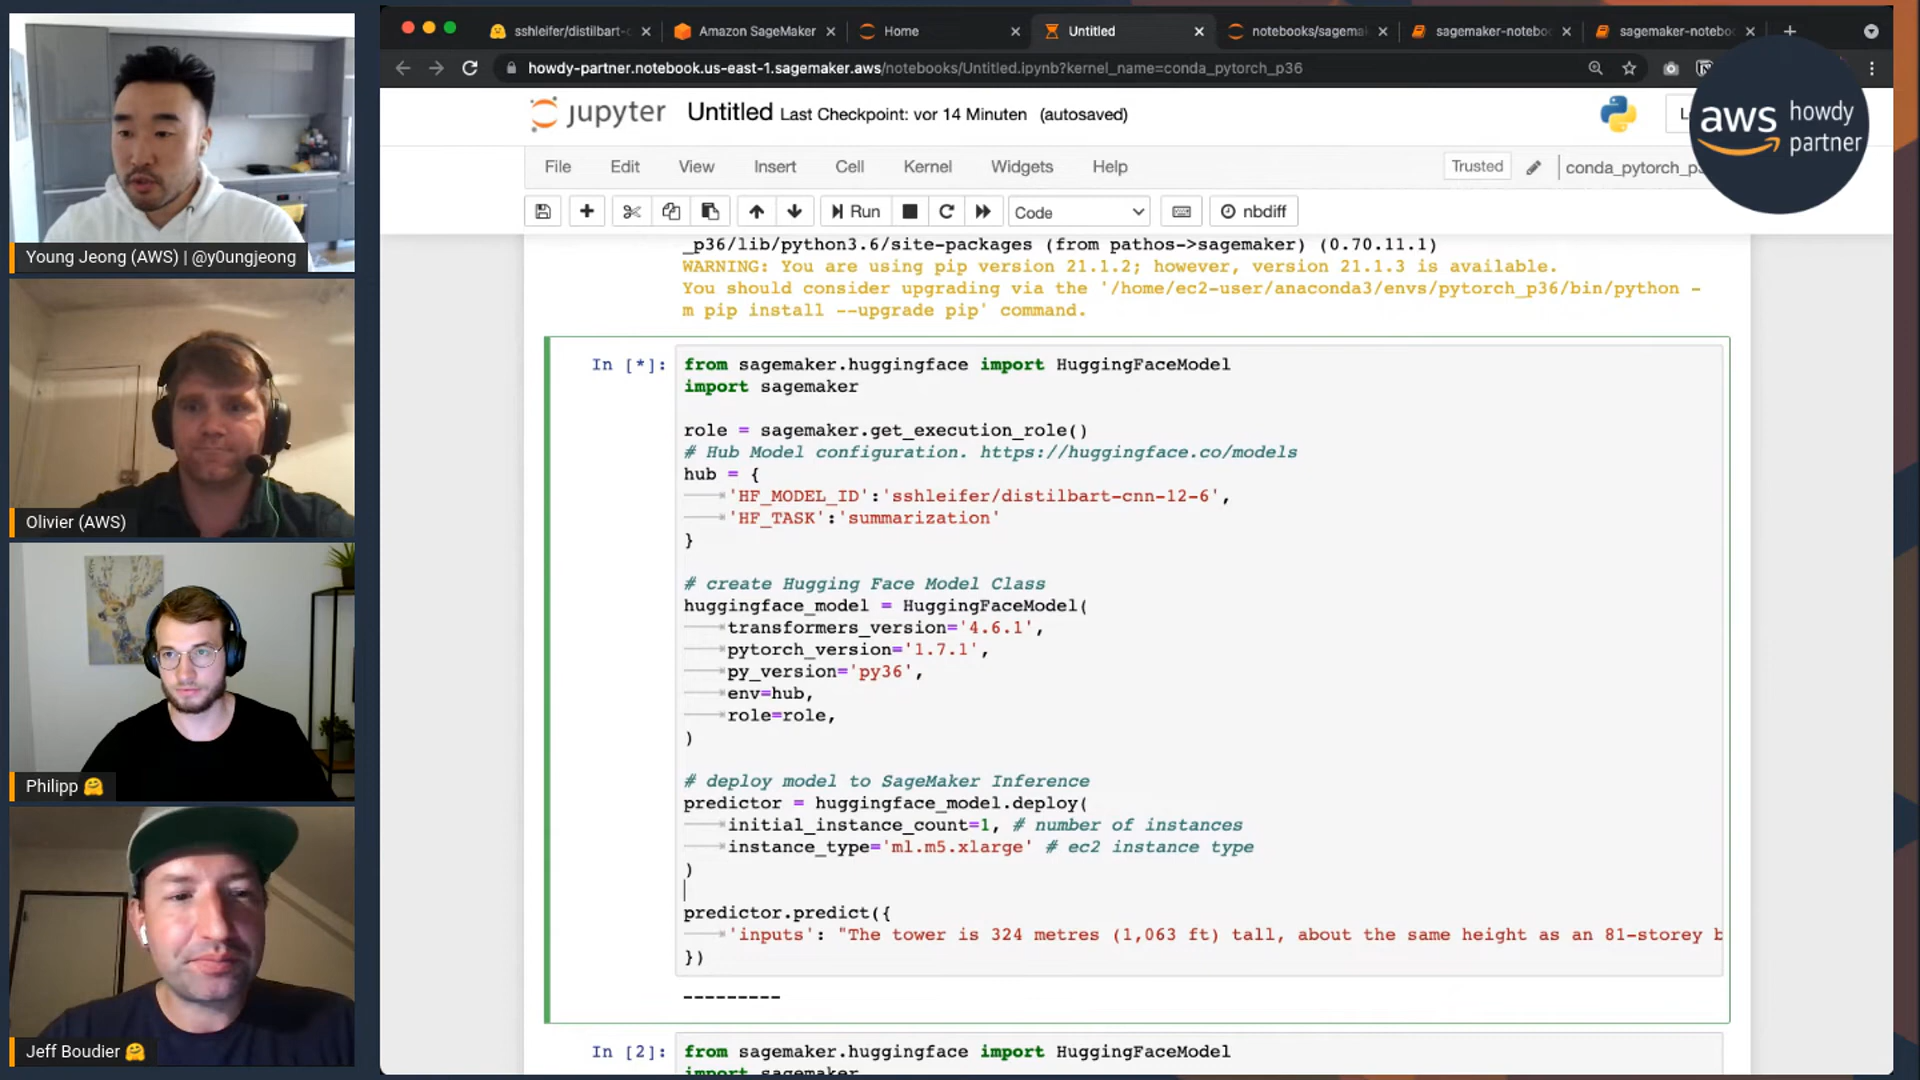 Young Jeong (AWS) | @y0ungjeong
Olivier (AWS)
Philipp 🤗
Jeff Boudier 🤗
sshleifer/distilbart-c
Amazon SageMaker
Home
Untitled
notebooks/sagema
sagemaker-notebo
sagemaker-notebo
howdy-partner.notebook.us-east-1.sagemaker.aws/notebooks/Untitled.ipynb?kernel_name=conda_pytorch_p36
aws howdy partner
jupyter Untitled Last Checkpoint: vor 14 Minuten (autosaved)
File Edit View Insert Cell Kernel Widgets Help
Trusted
conda_pytorch_p3
Run
Code
nbdiff
_p36/lib/python3.6/site-packages (from pathos->sagemaker) (0.70.11.1)
WARNING: You are using pip version 21.1.2; however, version 21.1.3 is available.
You should consider upgrading via the '/home/ec2-user/anaconda3/envs/pytorch_p36/bin/python -
m pip install --upgrade pip' command.
In [*]:
from sagemaker.huggingface import HuggingFaceModel
import sagemaker
role = sagemaker.get_execution_role()
# Hub Model configuration. https://huggingface.co/models
hub = {
'HF_MODEL_ID':'sshleifer/distilbart-cnn-12-6',
'HF_TASK':'summarization'
}
# create Hugging Face Model Class
huggingface_model = HuggingFaceModel(
transformers_version='4.6.1',
pytorch_version='1.7.1',
py_version='py36',
env=hub,
role=role,
)
# deploy model to SageMaker Inference
predictor = huggingface_model.deploy(
initial_instance_count=1, # number of instances
instance_type='ml.m5.xlarge' # ec2 instance type
)
predictor.predict({
'inputs': "The tower is 324 metres (1,063 ft) tall, about the same height as an 81-storey b
})
---------
In [2]:
from sagemaker.huggingface import HuggingFaceModel
import sagemaker